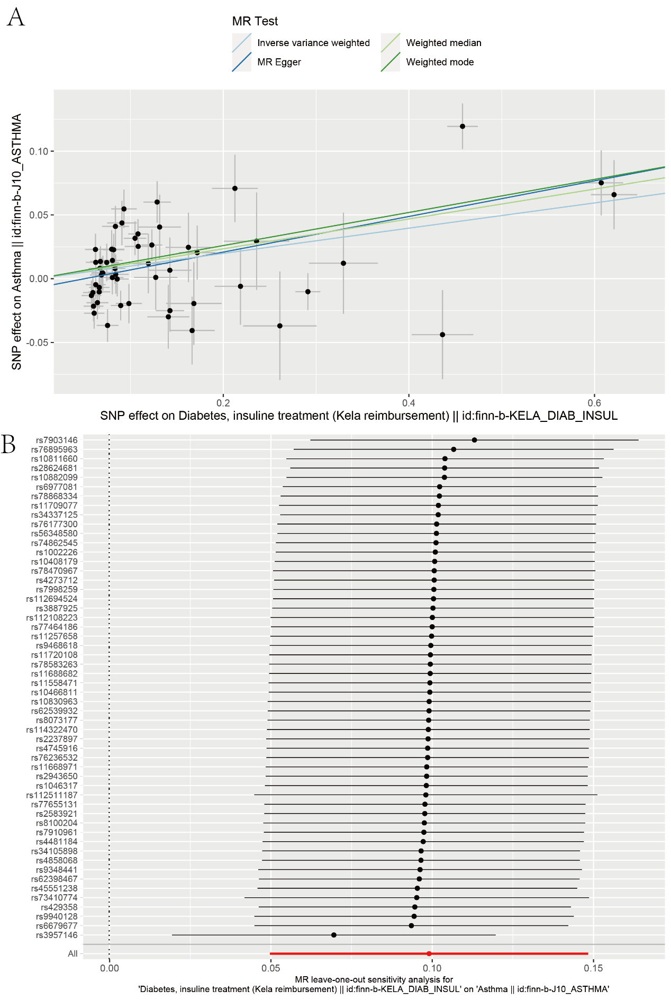 A
MR Test
Inverse variance weighted
Weighted median
MR Egger
Weighted mode
SNP effect on Asthma || id:finn-b-J10_ASTHMA
0.10
0.05
0.00
-0.05
0.2
0.4
0.6
SNP effect on Diabetes, insuline treatment (Kela reimbursement) || id:finn-b-KELA_DIAB_INSUL
B
rs7903146
rs76895963
rs10811660
rs28624681
rs10882099
rs6977081
rs78868334
rs11709077
rs34337125
rs76177300
rs56348580
rs74862545
rs1002226
rs10408179
rs78470967
rs4273712
rs7998259
rs112694524
rs3887925
rs112108223
rs77464186
rs11257658
rs9468618
rs11720108
rs78583263
rs11688682
rs11558471
rs10466811
rs10830963
rs62539932
rs8073177
rs114322470
rs2237897
rs4745916
rs76236532
rs11668971
rs2943650
rs1046317
rs112511187
rs77655131
rs2583921
rs8100204
rs7910961
rs4481184
rs34105898
rs4858068
rs9348441
rs62398467
rs45551238
rs73410774
rs429358
rs9940128
rs6679677
rs3957146
All
0.00
0.05
0.10
0.15
MR leave-one-out sensitivity analysis for
'Diabetes, insuline treatment (Kela reimbursement) || id:finn-b-KELA_DIAB_INSUL' on 'Asthma || id:finn-b-J10_ASTHMA'